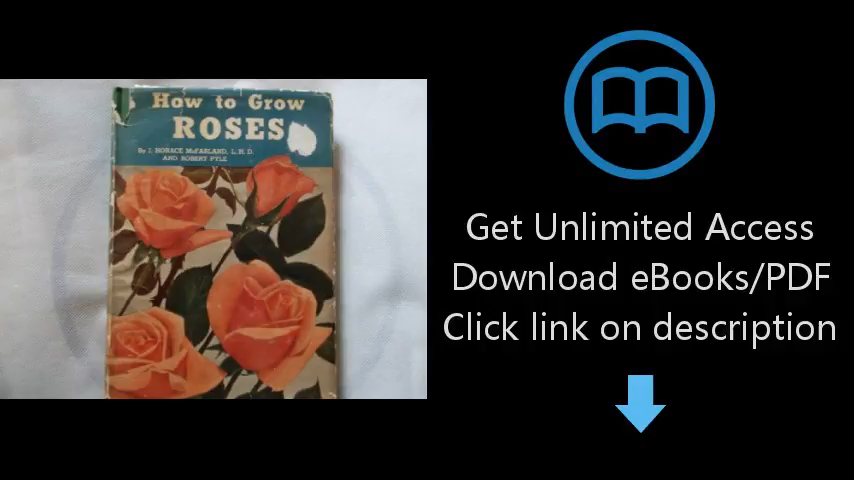 How to Grow
ROSES
By J. HORACE McFARLAND, L. H. D.
AND ROBERT PYLE
Get Unlimited Access
Download eBooks/PDF
Click link on description